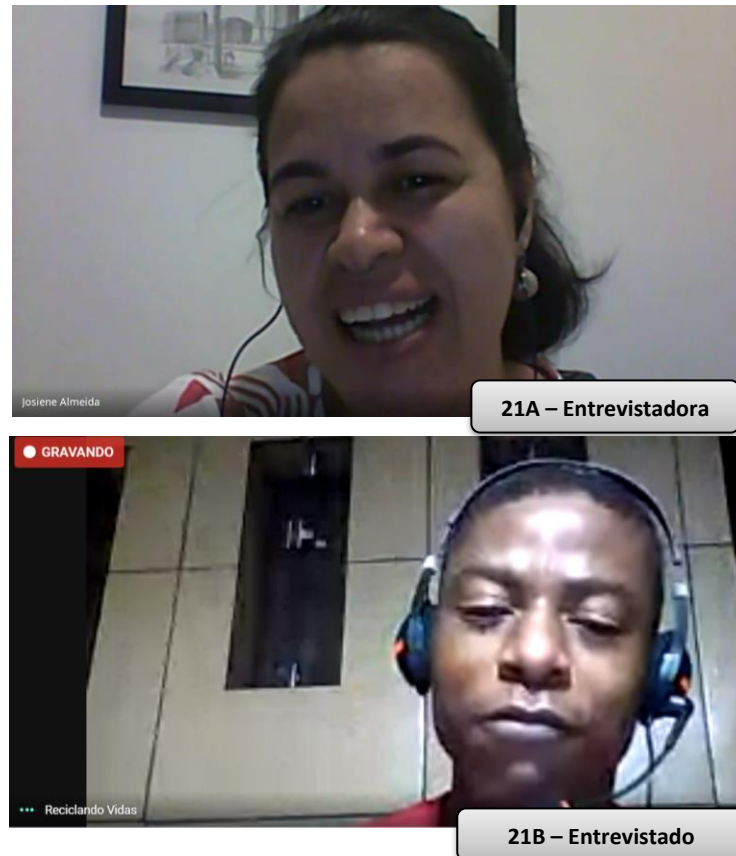 Josiene Almeida
21A – Entrevistadora
GRAVANDO
Reciclando Vidas
21B – Entrevistado